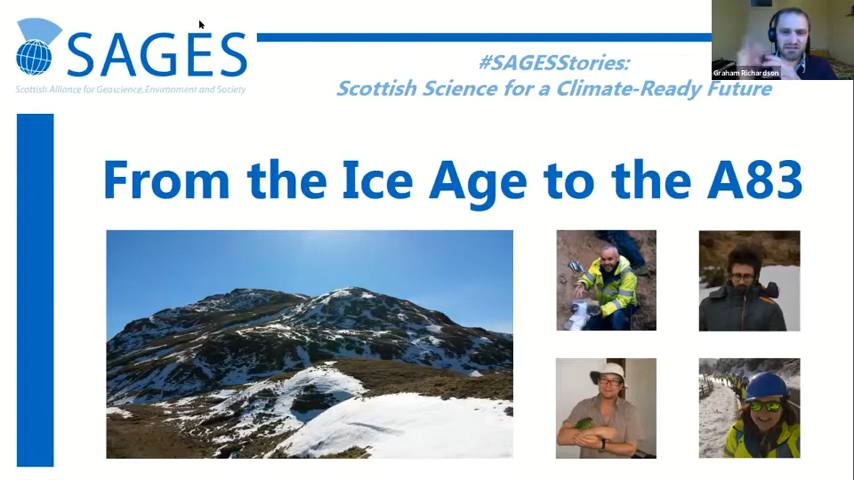 SAGES
Scottish Alliance for Geoscience, Environment and Society
#SAGESStories:
Scottish Science for a Climate-Ready Future
Graham Richardson
From the Ice Age to the A83